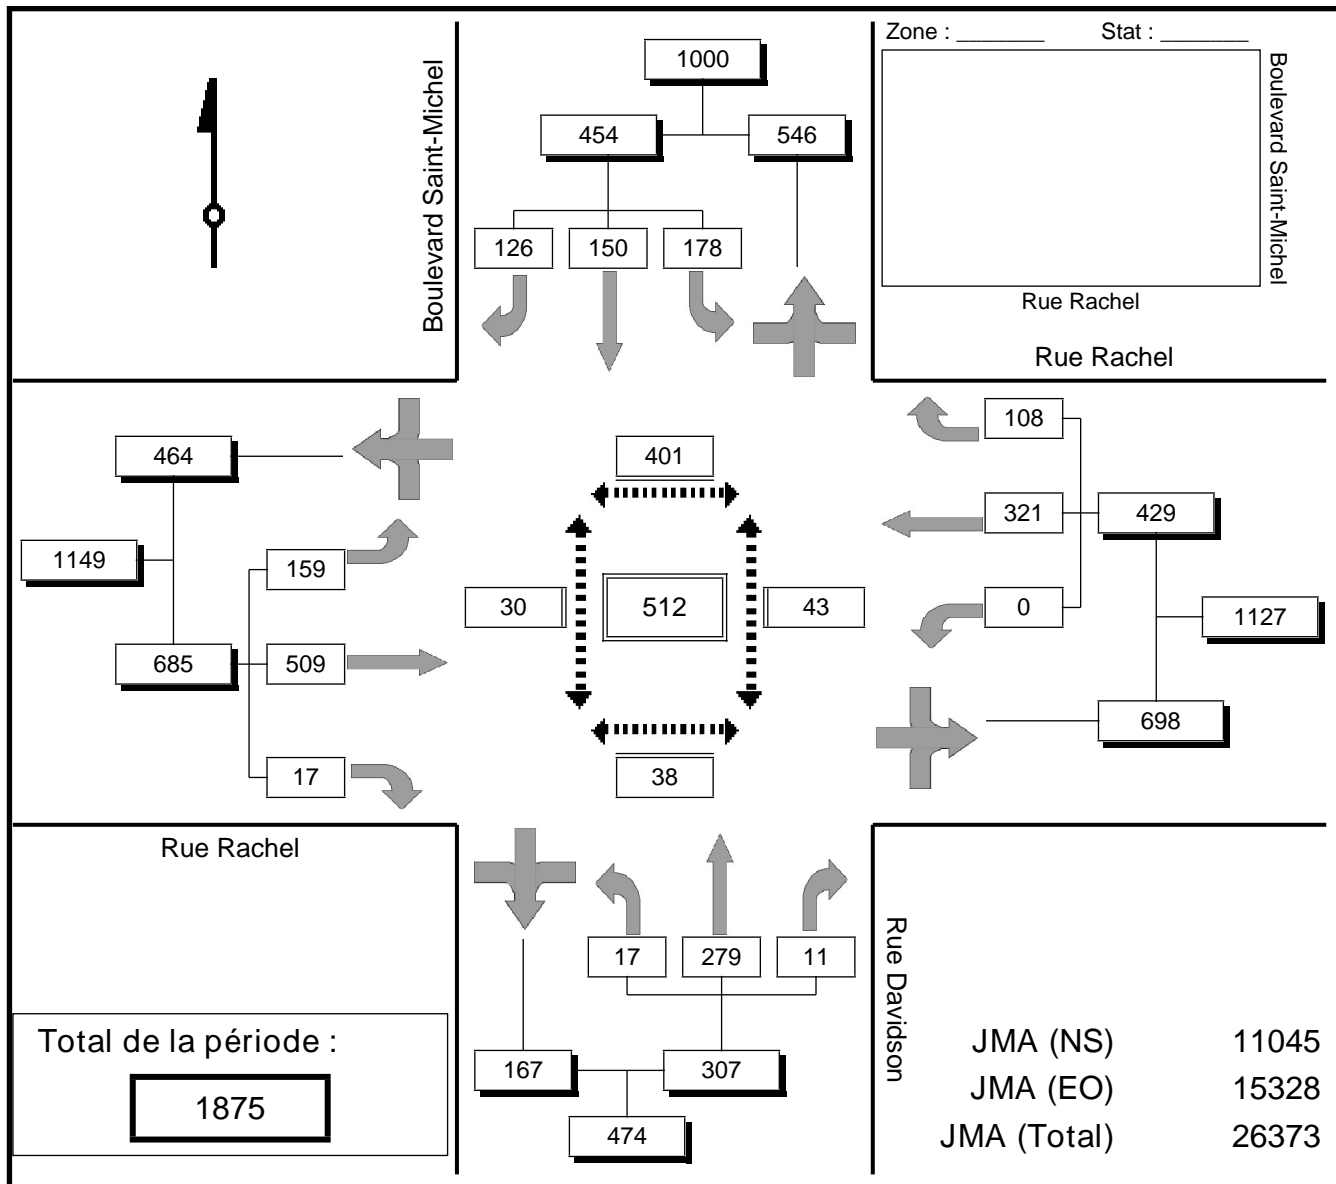 Zone : _______ Stat : _______
Boulevard Saint-Michel
Rue Rachel
Rue Rachel
Boulevard Saint-Michel
1000
454 546
126 150 178
464
1149
685
159
509
17
401
30 512 43
38
108
321 429
0
1127
698
Rue Rachel
Total de la période :
1875
17 279 11
167 307
474
Rue Davidson
JMA (NS) 11045
JMA (EO) 15328
JMA (Total) 26373